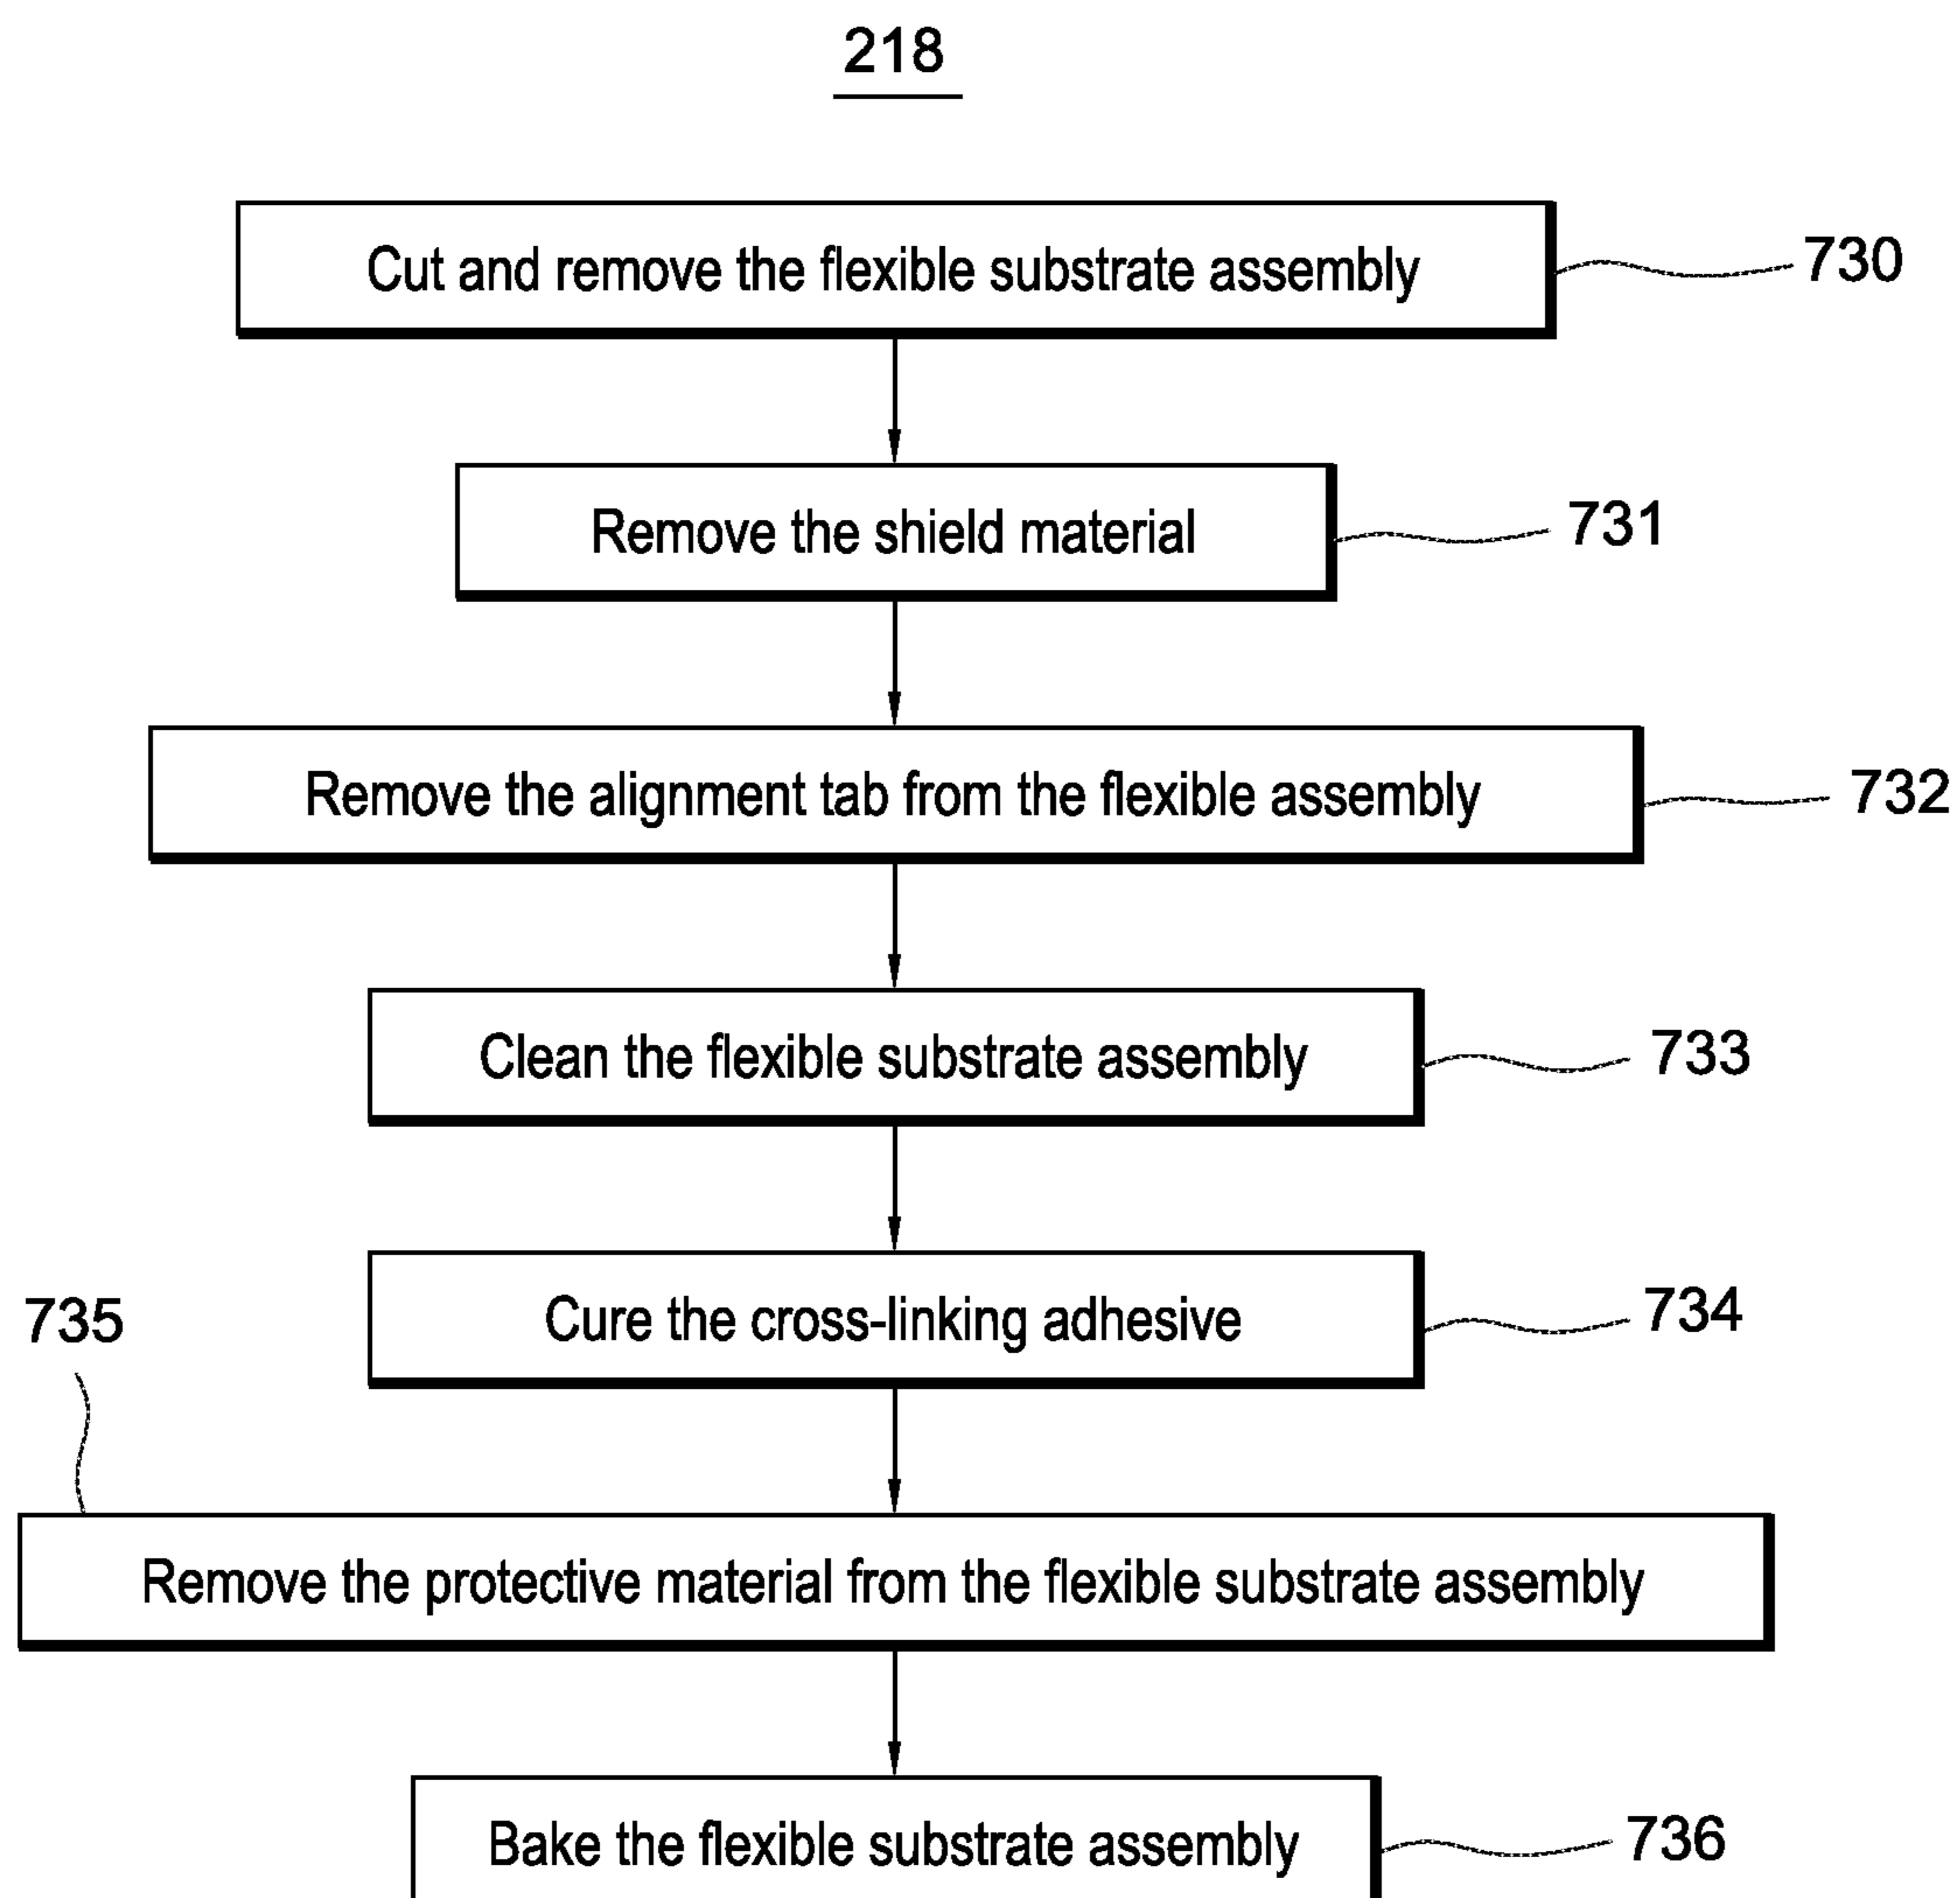 218
Cut and remove the flexible substrate assembly
730
Remove the shield material
731
Remove the alignment tab from the flexible assembly
732
Clean the flexible substrate assembly
733
Cure the cross-linking adhesive
734
735
Remove the protective material from the flexible substrate assembly
Bake the flexible substrate assembly
736